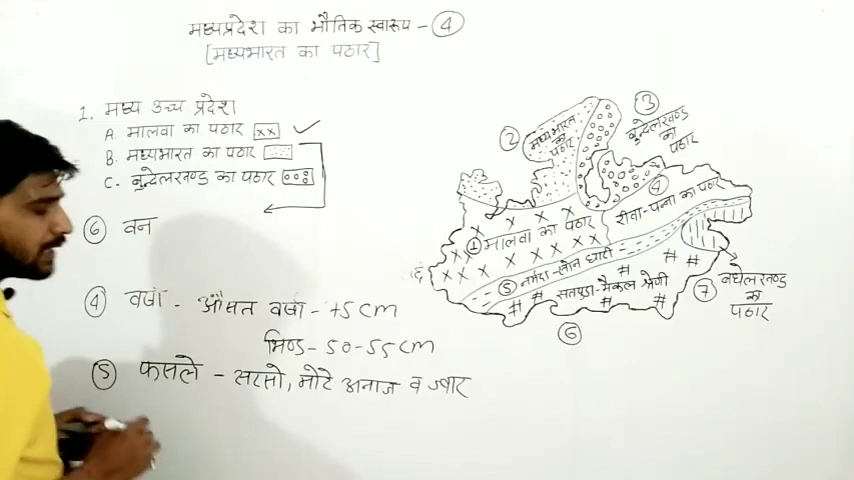 मध्यप्रदेश का भौतिक स्वारूप - ④
[मध्यभारत का पठार]
1. मध्य उच्च प्रदेश
A. मालवा का पठार xx ✓
B. मध्यभारत का पठार
C. बुन्देलखण्ड का पठार
⑥ वन
④ वर्षा - औसत वर्षा - 75 cm
भिण्ड - 50-55 cm
⑤ फसले - सरसो, मोटे अनाज व ज्वार
② मध्यभारत का पठार
③ बुन्देलखण्ड का पठार
④ रीवा-पन्ना का पठार
① मालवा का पठार
⑤ नर्मदा-सोन घाटी
सतपुड़ा-मैकल श्रेणी
⑥
⑦ बघेलखण्ड का पठार